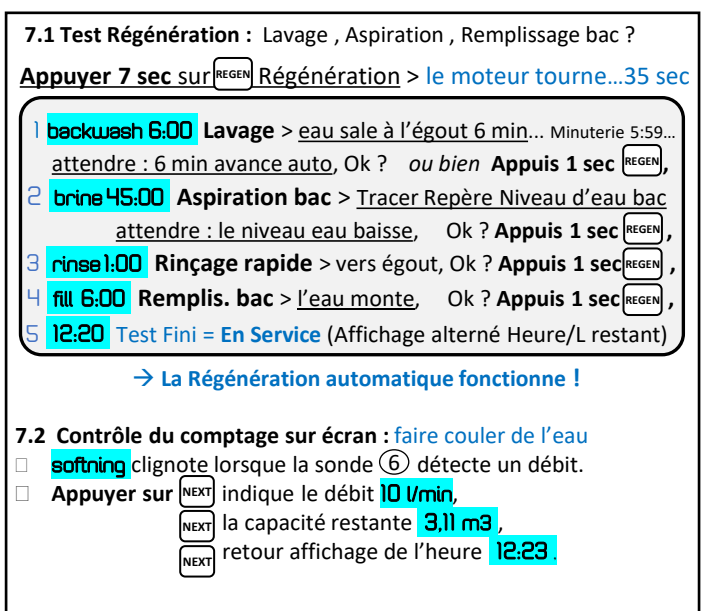 7.1 Test Régénération : Lavage , Aspiration , Remplissage bac ?
Appuyer 7 sec sur REGEN Régénération > le moteur tourne...35 sec
1 backwash 6:00 Lavage > eau sale à l'égout 6 min... Minuterie 5:59...
attendre : 6 min avance auto, Ok ? ou bien Appuis 1 sec REGEN,
2 brine 45:00 Aspiration bac > Tracer Repère Niveau d'eau bac
attendre : le niveau eau baisse, Ok ? Appuis 1 sec REGEN ,
3 rinse 1:00 Rinçage rapide > vers égout, Ok ? Appuis 1 sec REGEN ,
4 fill 6:00 Remplis. bac > l'eau monte, Ok ? Appuis 1 sec REGEN ,
5 12:20 Test Fini = En Service (Affichage alterné Heure/L restant)
→ La Régénération automatique fonctionne !
7.2 Contrôle du comptage sur écran : faire couler de l'eau
□ softning clignote lorsque la sonde ⑥ détecte un débit.
□ Appuyer sur NEXT indique le débit 10 l/min,
NEXT la capacité restante 3,11 m3 ,
NEXT retour affichage de l'heure 12:23 .